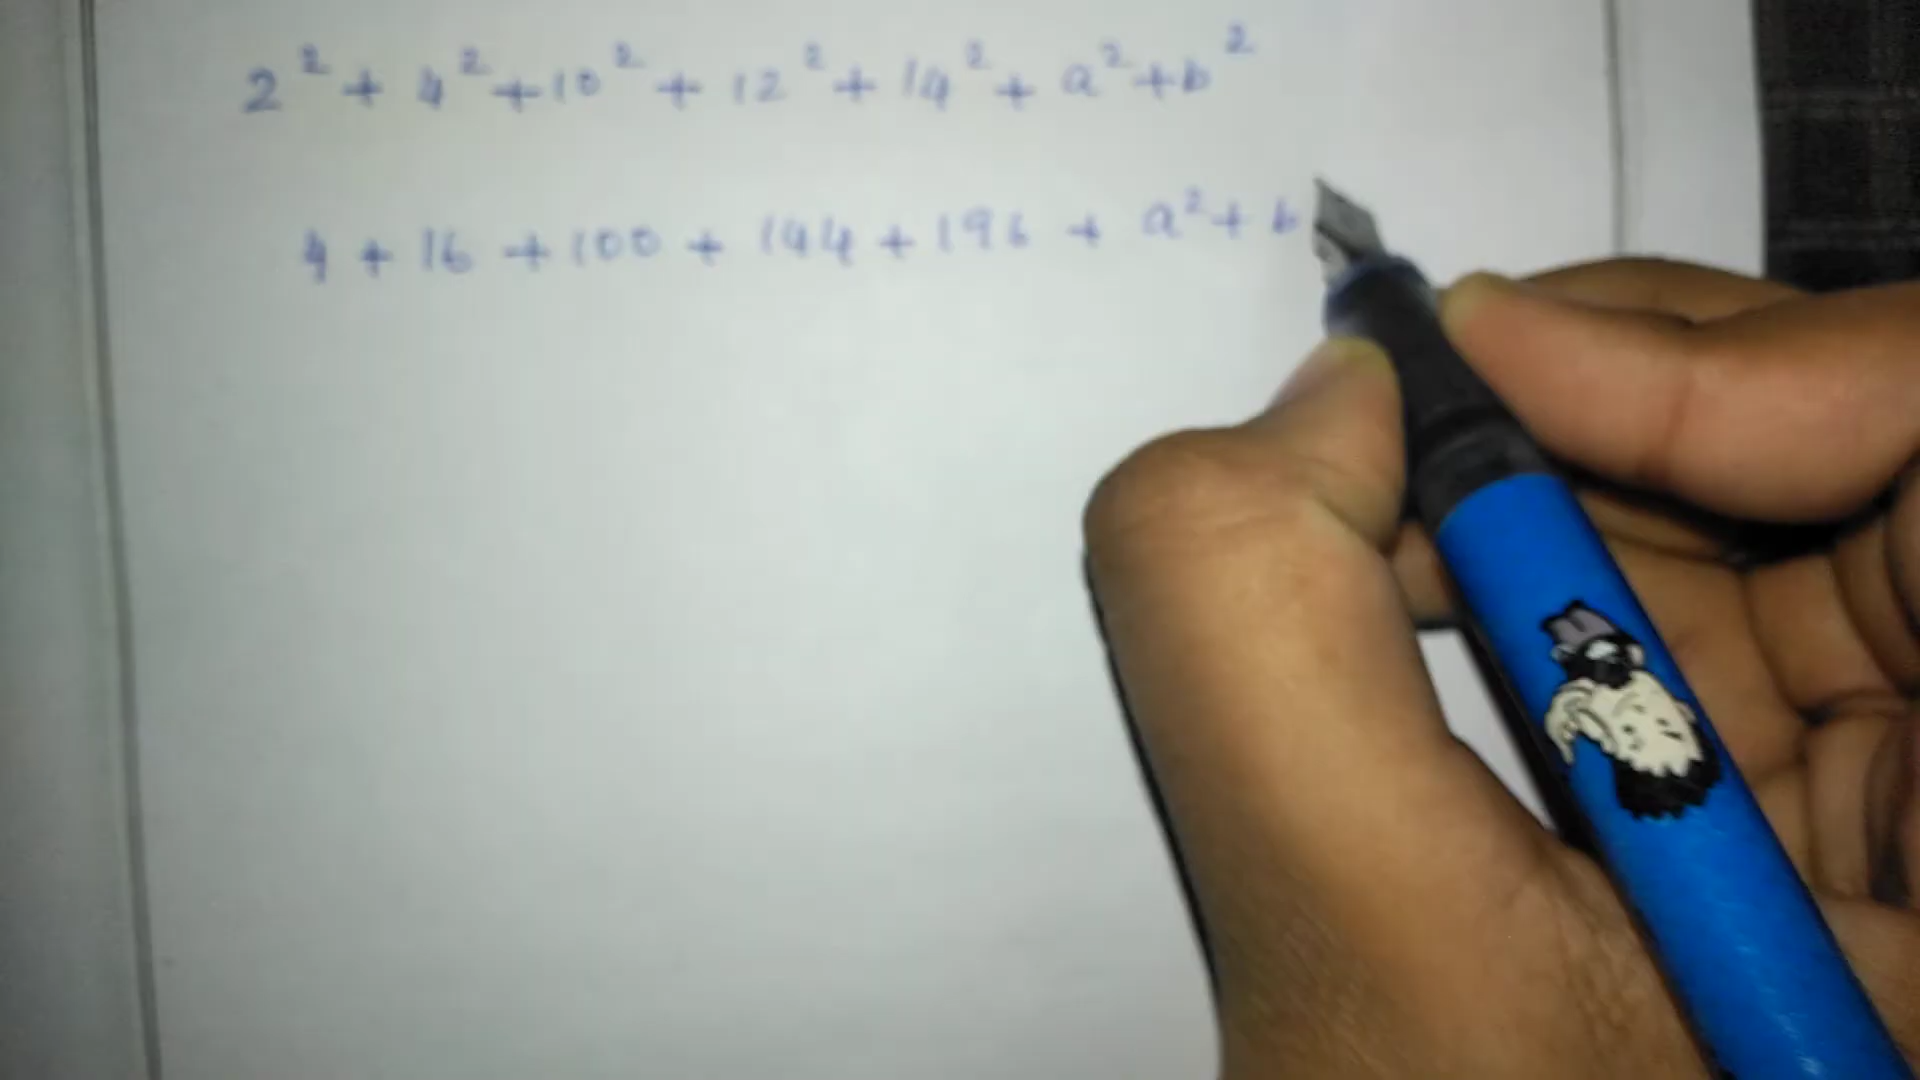 2² + 4² + 10² + 12² + 14² + a² + b²
4 + 16 + 100 + 144 + 196 + a² + b